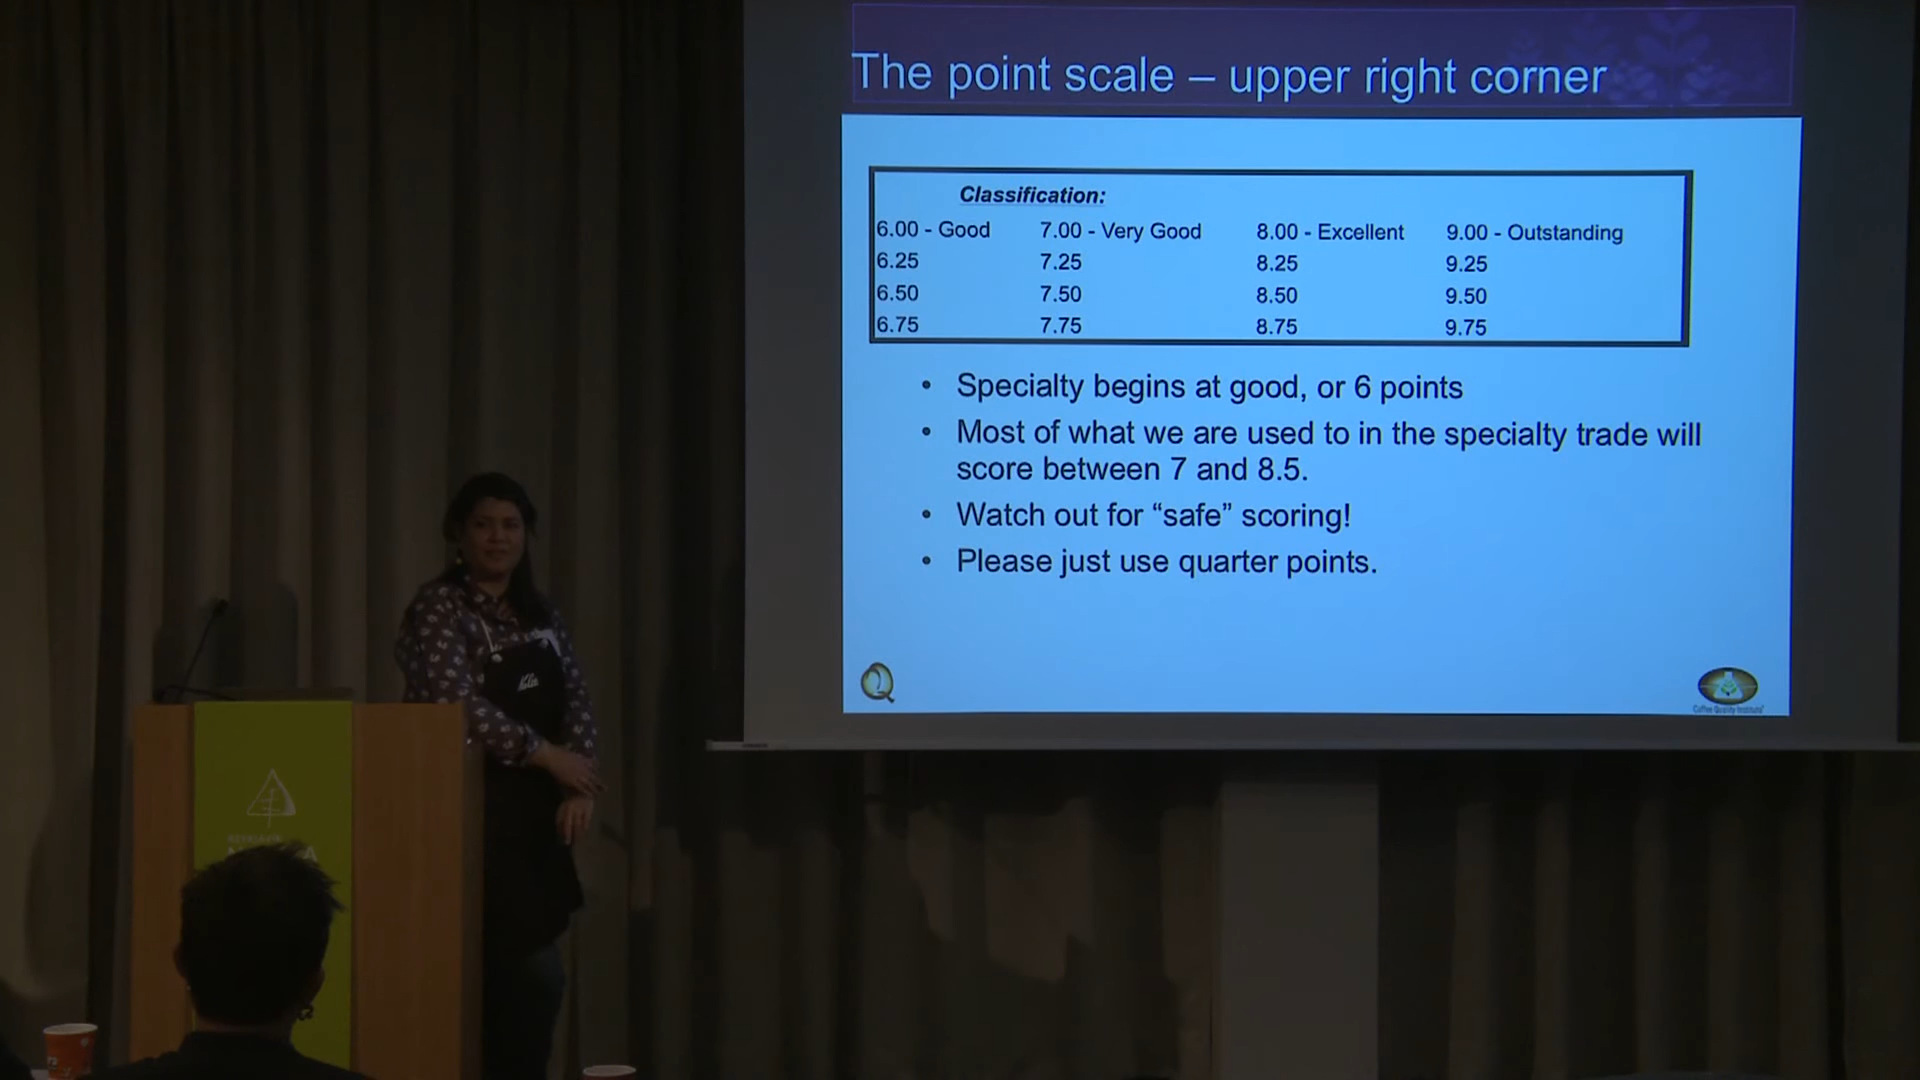 The point scale – upper right corner
Classification:
6.00 - Good 7.00 - Very Good 8.00 - Excellent 9.00 - Outstanding
6.25 7.25 8.25 9.25
6.50 7.50 8.50 9.50
6.75 7.75 8.75 9.75
• Specialty begins at good, or 6 points
• Most of what we are used to in the specialty trade will
score between 7 and 8.5.
• Watch out for “safe” scoring!
• Please just use quarter points.
Coffee Quality Institute